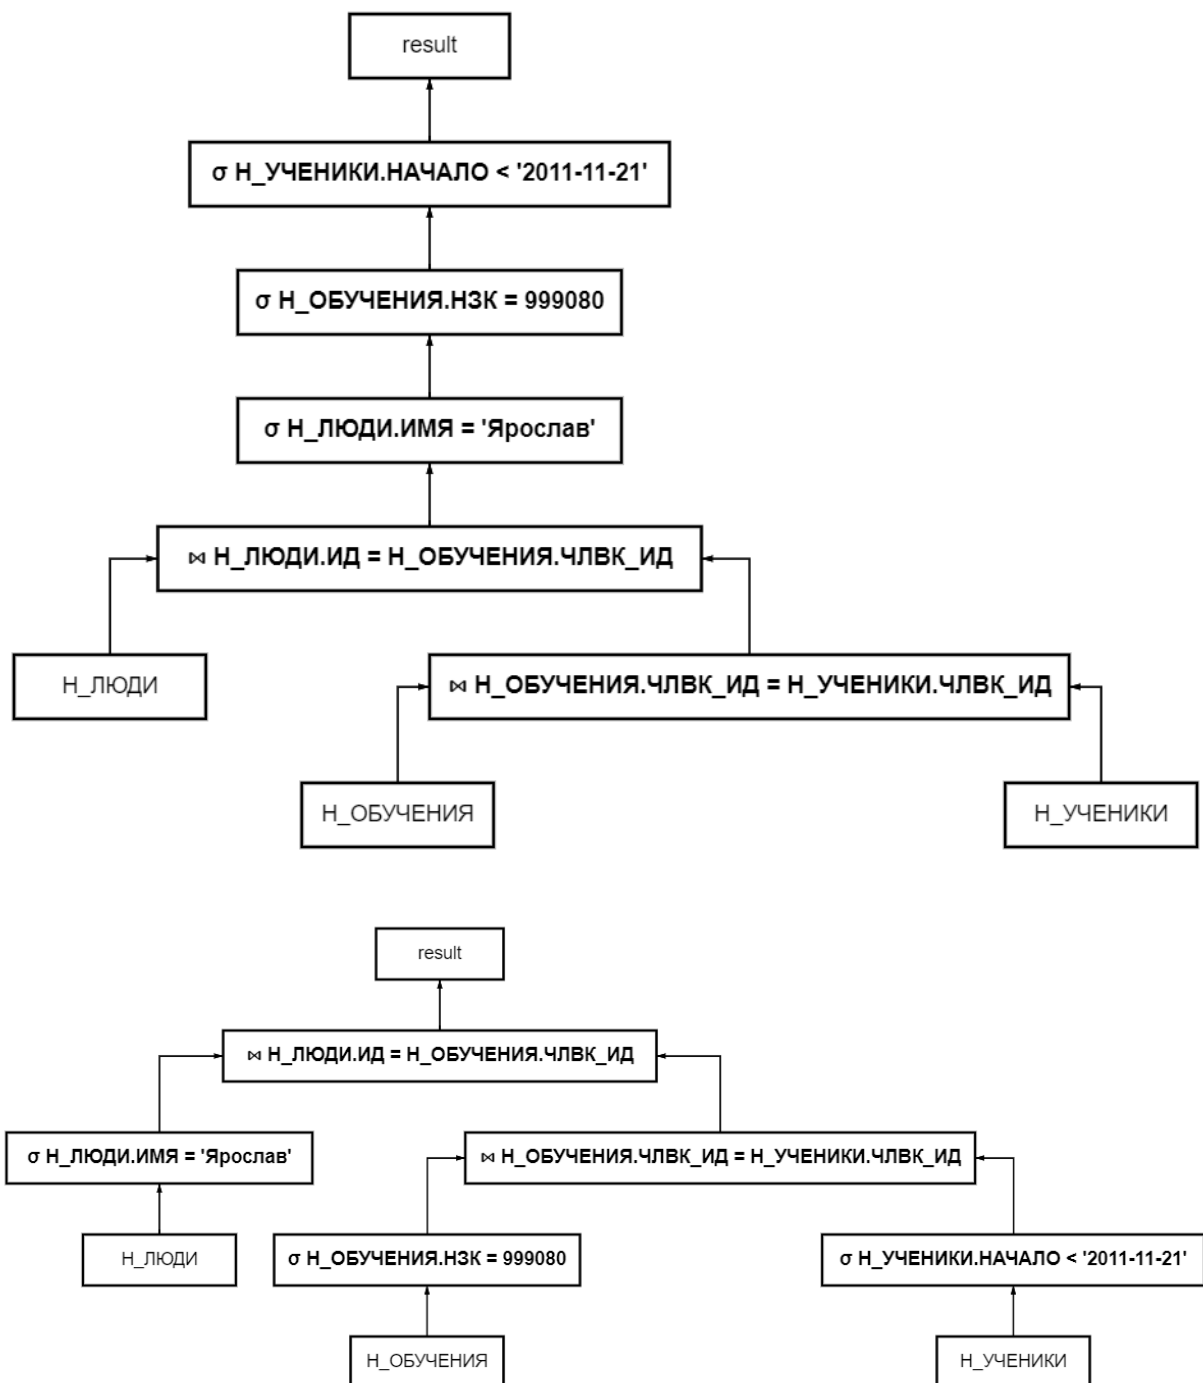 result
σ Н_УЧЕНИКИ.НАЧАЛО < '2011-11-21'
σ Н_ОБУЧЕНИЯ.НЗК = 999080
σ Н_ЛЮДИ.ИМЯ = 'Ярослав'
⋈ Н_ЛЮДИ.ИД = Н_ОБУЧЕНИЯ.ЧЛВК_ИД
Н_ЛЮДИ
⋈ Н_ОБУЧЕНИЯ.ЧЛВК_ИД = Н_УЧЕНИКИ.ЧЛВК_ИД
Н_ОБУЧЕНИЯ
Н_УЧЕНИКИ
result
⋈ Н_ЛЮДИ.ИД = Н_ОБУЧЕНИЯ.ЧЛВК_ИД
σ Н_ЛЮДИ.ИМЯ = 'Ярослав'
⋈ Н_ОБУЧЕНИЯ.ЧЛВК_ИД = Н_УЧЕНИКИ.ЧЛВК_ИД
Н_ЛЮДИ
σ Н_ОБУЧЕНИЯ.НЗК = 999080
σ Н_УЧЕНИКИ.НАЧАЛО < '2011-11-21'
Н_ОБУЧЕНИЯ
Н_УЧЕНИКИ